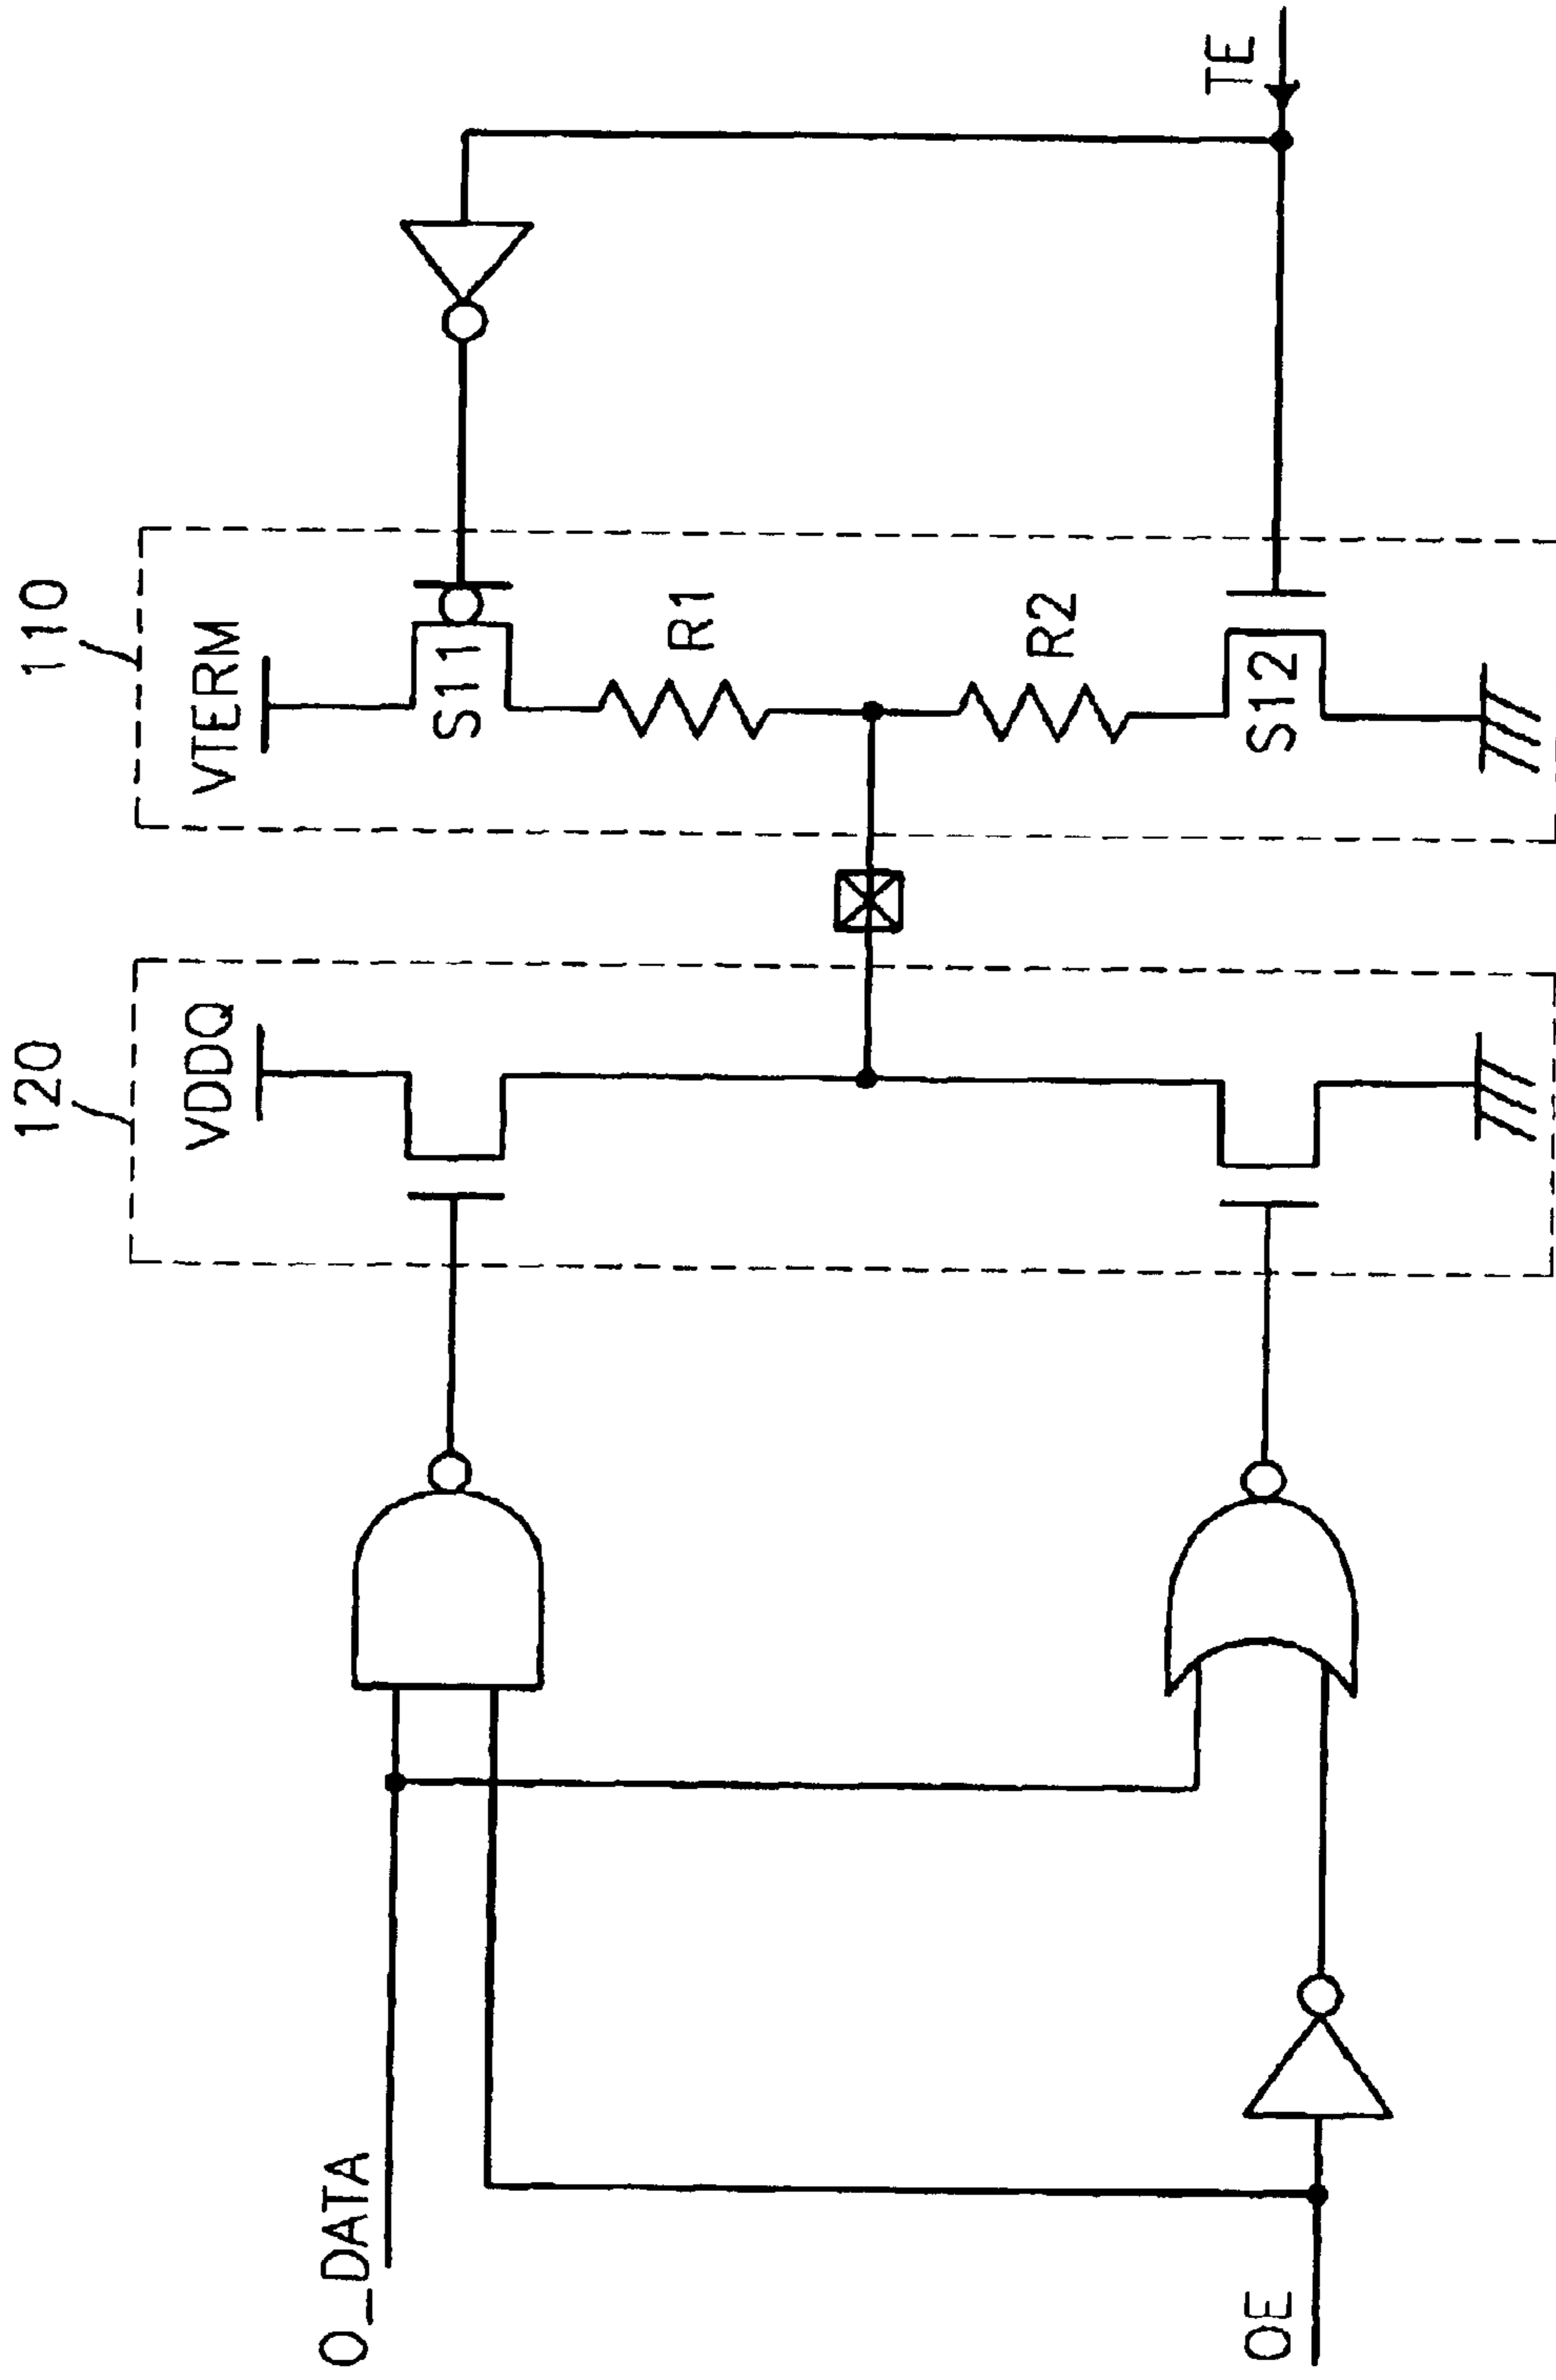 120
110
VDDQ
VTERM
O_DATA
S11
R1
R2
TE
OE
S12